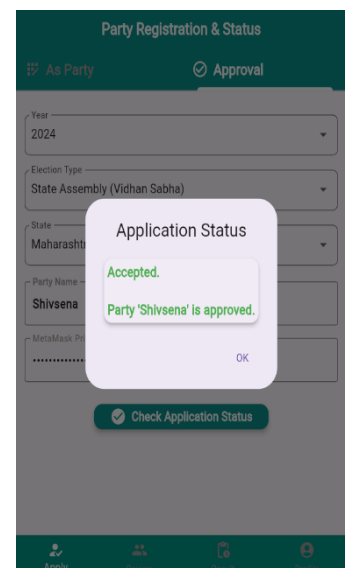 Party Registration & Status
As Party
Approval
Year
2024
Election Type
State Assembly (Vidhan Sabha)
State
Maharasht
Party Name
Shivsena
MetaMask Pri
Application Status
Accepted.
Party 'Shivsena' is approved.
OK
Check Application Status
Apply